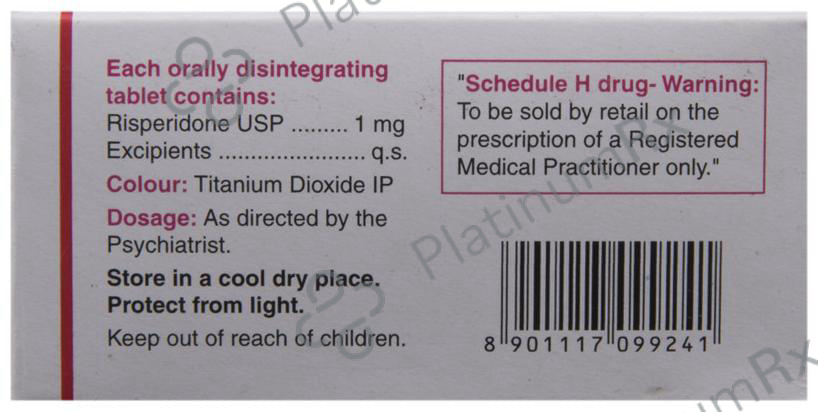 Each orally disintegrating
tablet contains:
Risperidone USP ......... 1 mg
Excipients ....................... q.s.
Colour: Titanium Dioxide IP
Dosage: As directed by the
Psychiatrist.
Store in a cool dry place.
Protect from light.
Keep out of reach of children.
"Schedule H drug- Warning:
To be sold by retail on the
prescription of a Registered
Medical Practitioner only."
8 901117 099241
PlatinumRx